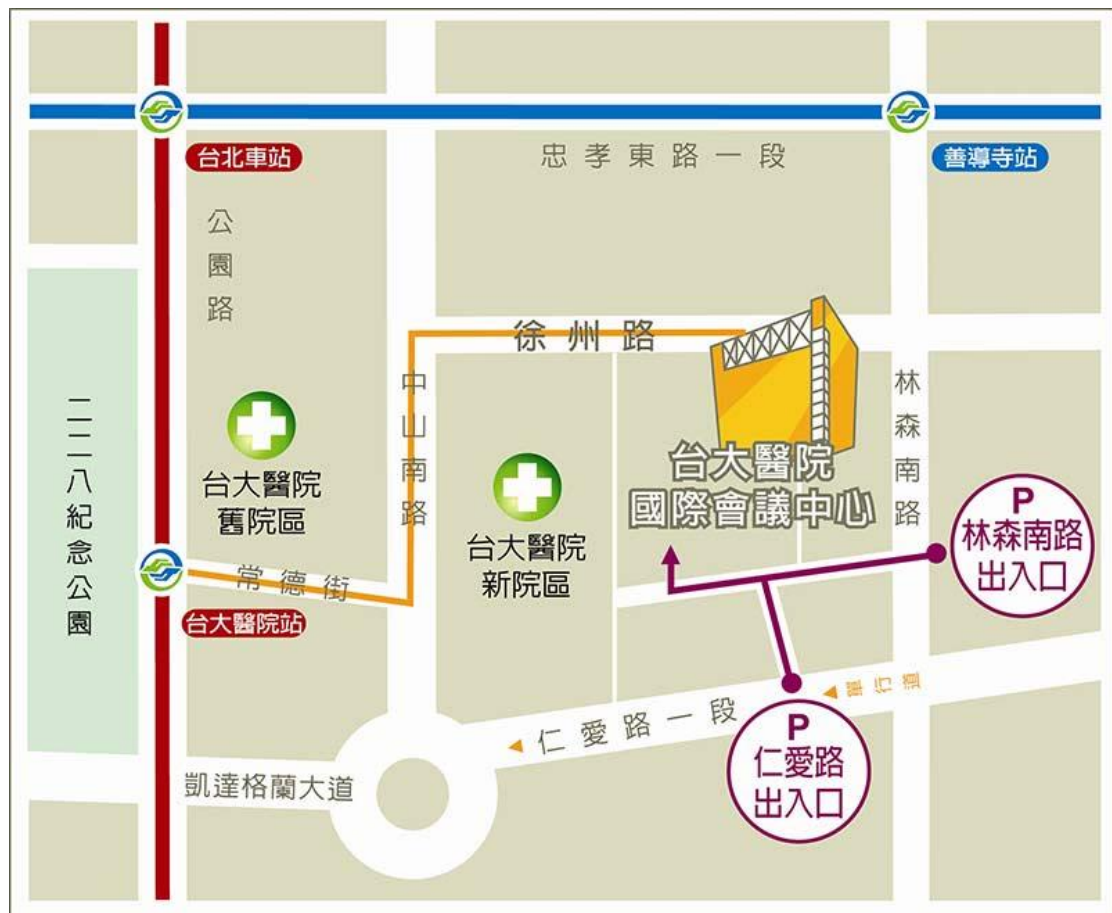 台北車站
忠孝東路一段
善導寺站
公園路
徐州路
中山南路
林森南路
二二八紀念公園
台大醫院
舊院區
台大醫院
新院區
台大醫院
國際會議中心
P
林森南路
出入口
常德街
台大醫院站
單行道
仁愛路一段
P
仁愛路
出入口
凱達格蘭大道